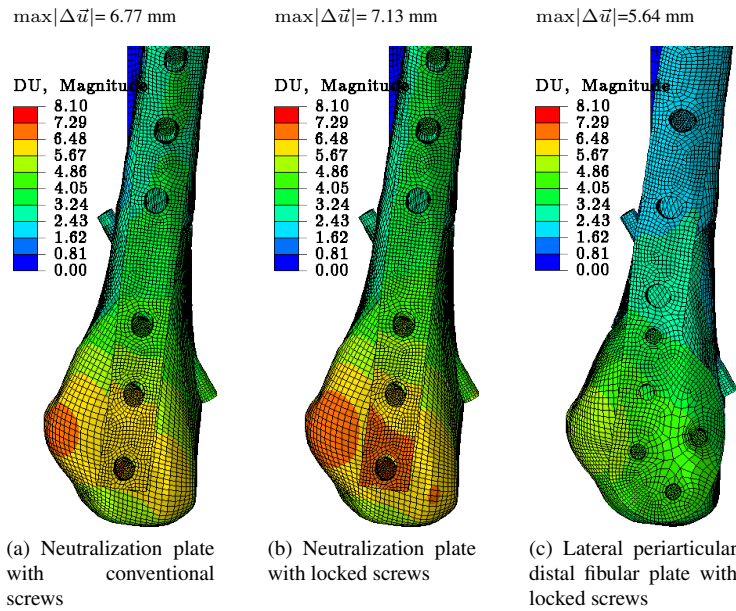 max|Δu⃗|= 6.77 mm
max|Δu⃗|= 7.13 mm
max|Δu⃗|=5.64 mm
DU, Magnitude
8.10
7.29
6.48
5.67
4.86
4.05
3.24
2.43
1.62
0.81
0.00
DU, Magnitude
8.10
7.29
6.48
5.67
4.86
4.05
3.24
2.43
1.62
0.81
0.00
DU, Magnitude
8.10
7.29
6.48
5.67
4.86
4.05
3.24
2.43
1.62
0.81
0.00
(a) Neutralization plate
with conventional
screws
(b) Neutralization plate
with locked screws
(c) Lateral periarticular
distal fibular plate with
locked screws